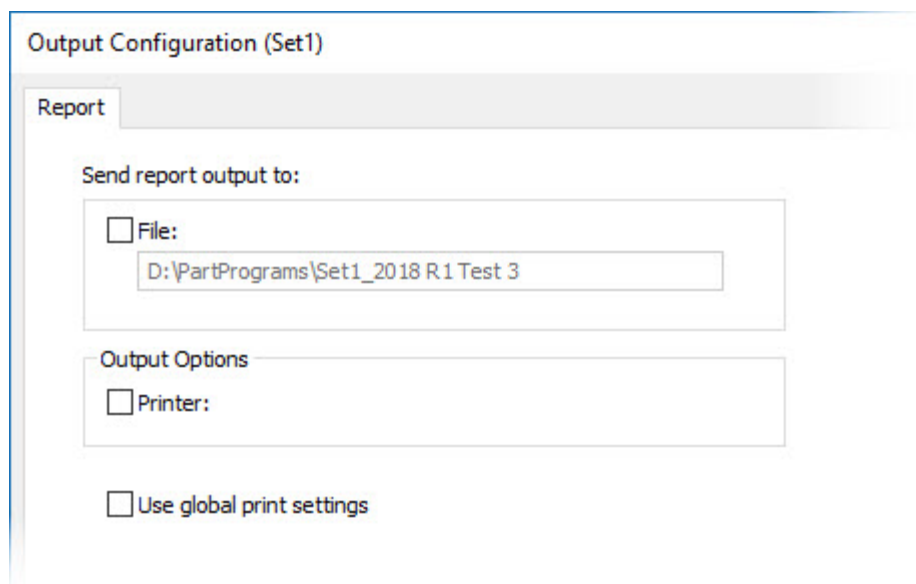 Output Configuration (Set1)
Report
Send report output to:
File:
D:\PartPrograms\Set1_2018 R1 Test 3
Output Options
Printer:
Use global print settings